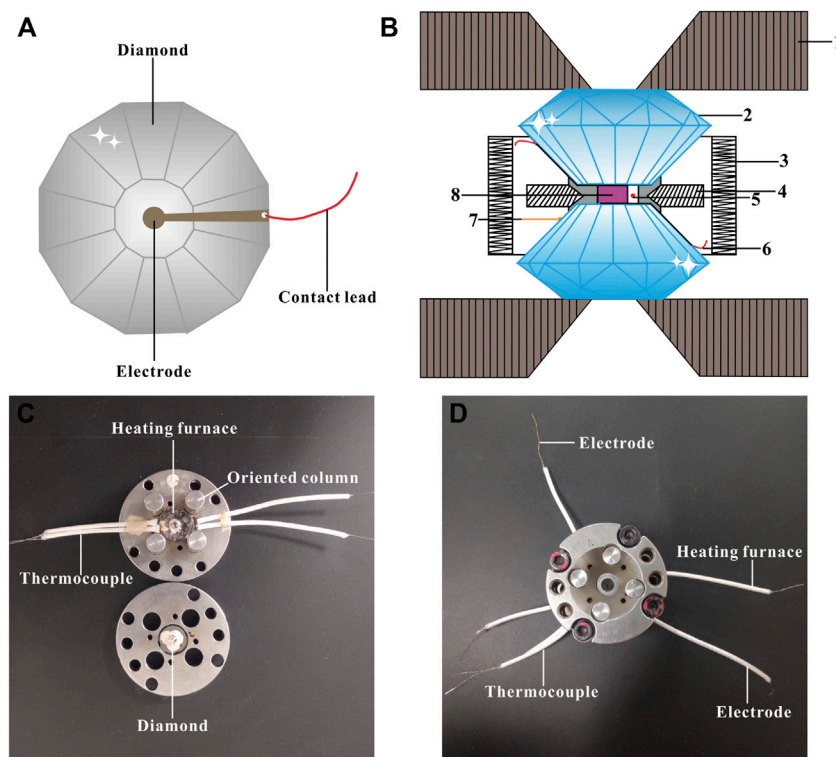 A
Diamond
Contact lead
Electrode
B
1
2
3
4
5
6
7
8
C
Heating furnace
Oriented column
Thermocouple
Diamond
D
Electrode
Heating furnace
Thermocouple
Electrode